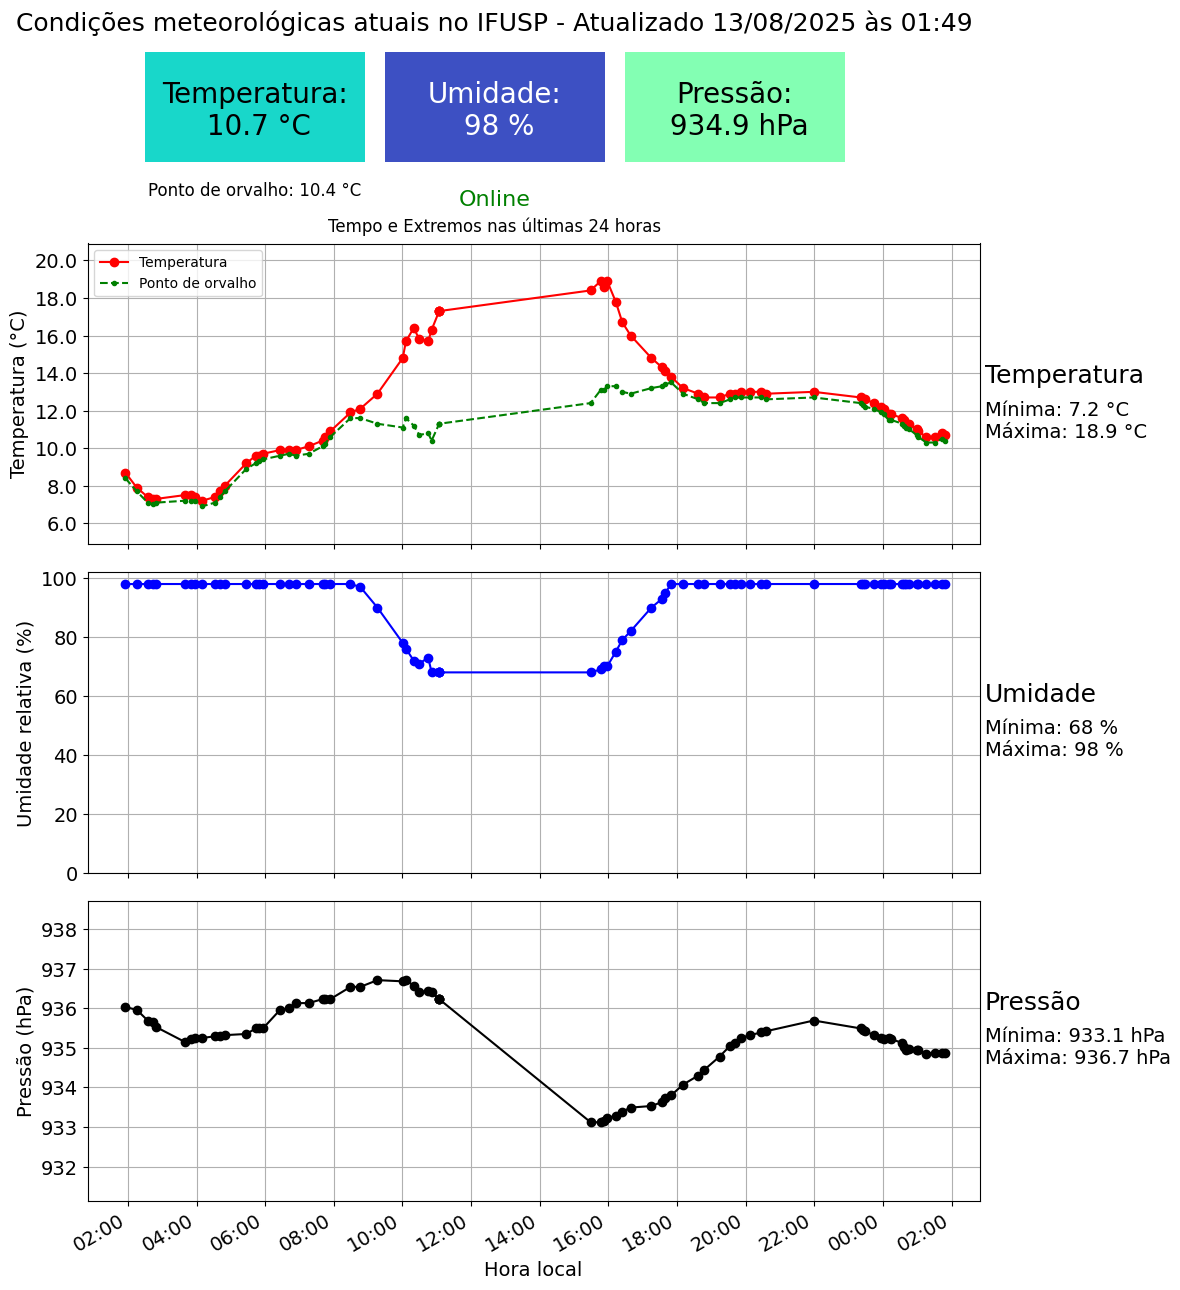 Condições meteorológicas atuais no IFUSP - Atualizado 13/08/2025 às 01:49
Temperatura:
10.7 °C
Umidade:
98 %
Pressão:
934.9 hPa
Ponto de orvalho: 10.4 °C
Online
Tempo e Extremos nas últimas 24 horas
Temperatura
Ponto de orvalho
Temperatura (°C)
20.0
18.0
16.0
14.0
12.0
10.0
8.0
6.0
Temperatura
Mínima: 7.2 °C
Máxima: 18.9 °C
Umidade relativa (%)
100
80
60
40
20
0
Umidade
Mínima: 68 %
Máxima: 98 %
Pressão (hPa)
938
937
936
935
934
933
932
Pressão
Mínima: 933.1 hPa
Máxima: 936.7 hPa
02:00
04:00
06:00
08:00
10:00
12:00
14:00
16:00
18:00
20:00
22:00
00:00
02:00
Hora local